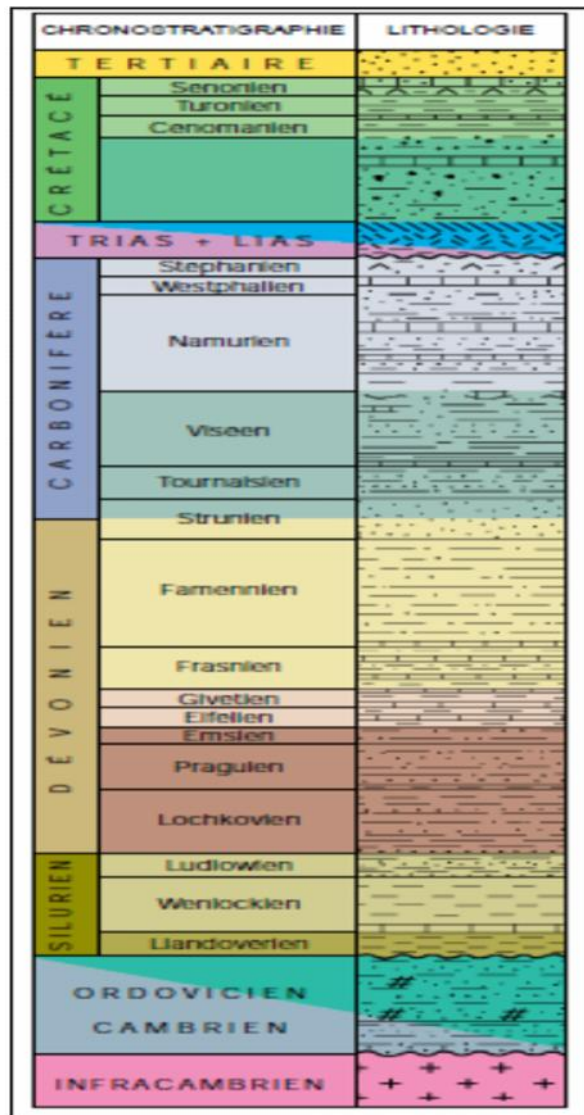 CHRONOSTRATIGRAPHIE LITHOLOGIE
TERTIAIRE
CRÉTACÉ
Senonien
Turonien
Cenomanien
TRIAS + LIAS
CARBONIFÈRE
Stephanien
Westphalien
Namurien
Viseen
Tournaisien
Strunien
DÉVONIEN
Famennien
Frasnien
Givetien
Eifelien
Emsien
Praguien
Lochkovien
SILURIEN
Ludlowien
Wenlockien
Llandoverien
ORDOVICIEN
CAMBRIEN
INFRACAMBRIEN